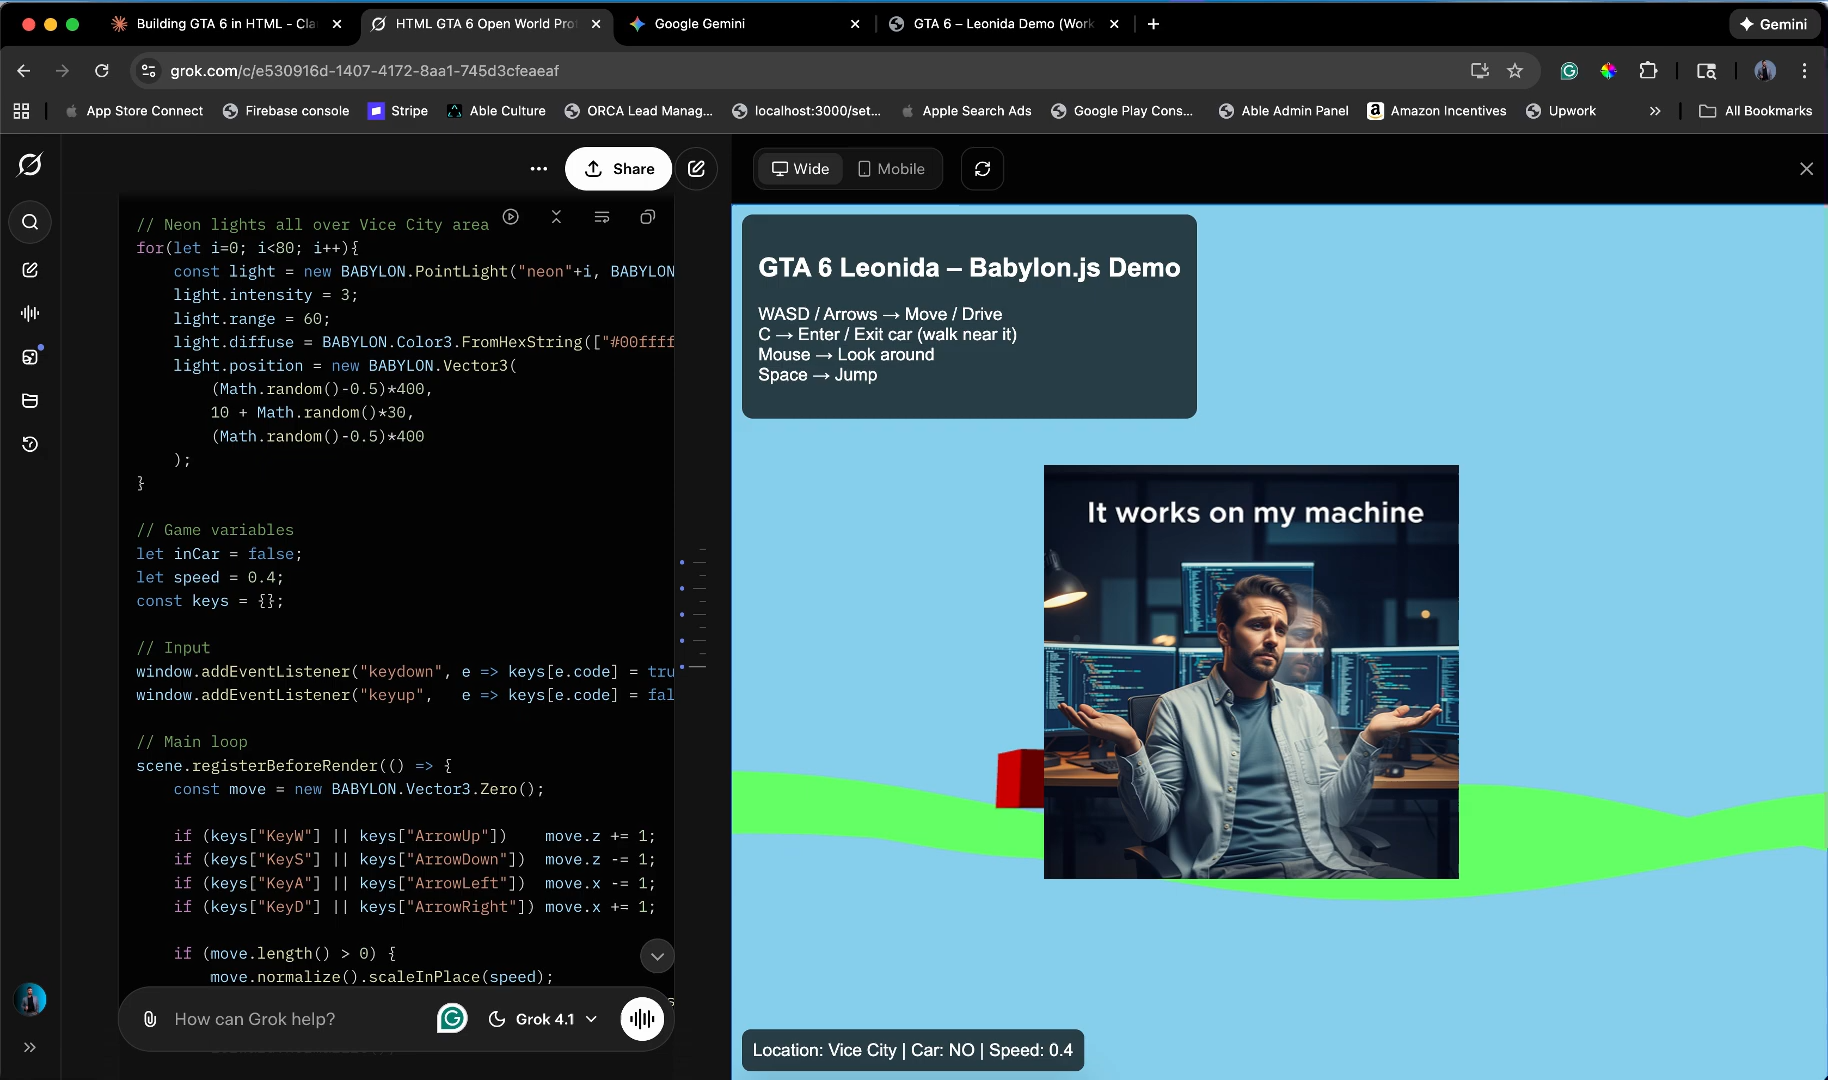 Building GTA 6 in HTML - Cla
HTML GTA 6 Open World Pro
Google Gemini
GTA 6 – Leonida Demo (Work
Gemini
grok.com/c/e530916d-1407-4172-8aa1-745d3cfeaeaf
App Store Connect
Firebase console
Stripe
Able Culture
ORCA Lead Manag...
localhost:3000/set...
Apple Search Ads
Google Play Cons...
Able Admin Panel
Amazon Incentives
Upwork
All Bookmarks
Share
// Neon lights all over Vice City area
for(let i=0; i<80; i++){
const light = new BABYLON.PointLight("neon"+i, BABYLON
light.intensity = 3;
light.range = 60;
light.diffuse = BABYLON.Color3.FromHexString(["#00ffff
light.position = new BABYLON.Vector3(
(Math.random()-0.5)*400,
10 + Math.random()*30,
(Math.random()-0.5)*400
);
}
// Game variables
let inCar = false;
let speed = 0.4;
const keys = {};
// Input
window.addEventListener("keydown", e => keys[e.code] = tru
window.addEventListener("keyup",   e => keys[e.code] = fal
// Main loop
scene.registerBeforeRender(() => {
const move = new BABYLON.Vector3.Zero();
if (keys["KeyW"] || keys["ArrowUp"])    move.z += 1;
if (keys["KeyS"] || keys["ArrowDown"])  move.z -= 1;
if (keys["KeyA"] || keys["ArrowLeft"])  move.x -= 1;
if (keys["KeyD"] || keys["ArrowRight"]) move.x += 1;
if (move.length() > 0) {
move.normalize().scaleInPlace(speed);
How can Grok help?
Grok 4.1
Wide
Mobile
GTA 6 Leonida – Babylon.js Demo
WASD / Arrows → Move / Drive
C → Enter / Exit car (walk near it)
Mouse → Look around
Space → Jump
It works on my machine
Location: Vice City | Car: NO | Speed: 0.4